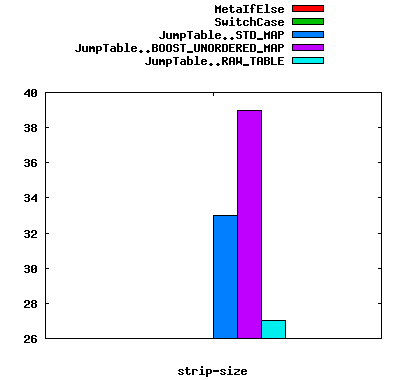 MetaIfElse
SwitchCase
JumpTable..STD_MAP
JumpTable..BOOST_UNORDERED_MAP
JumpTable..RAW_TABLE
40
38
36
34
32
30
28
26
strip-size